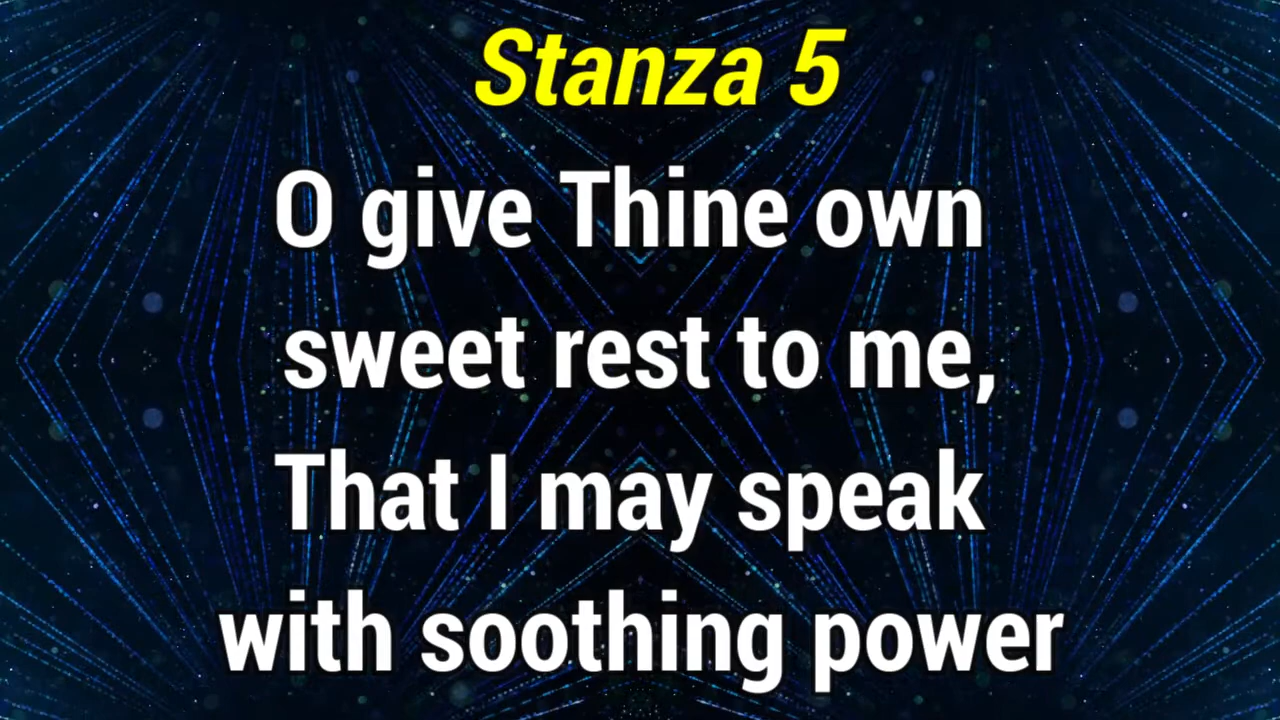 Stanza 5
O give Thine own
sweet rest to me,
That I may speak
with soothing power